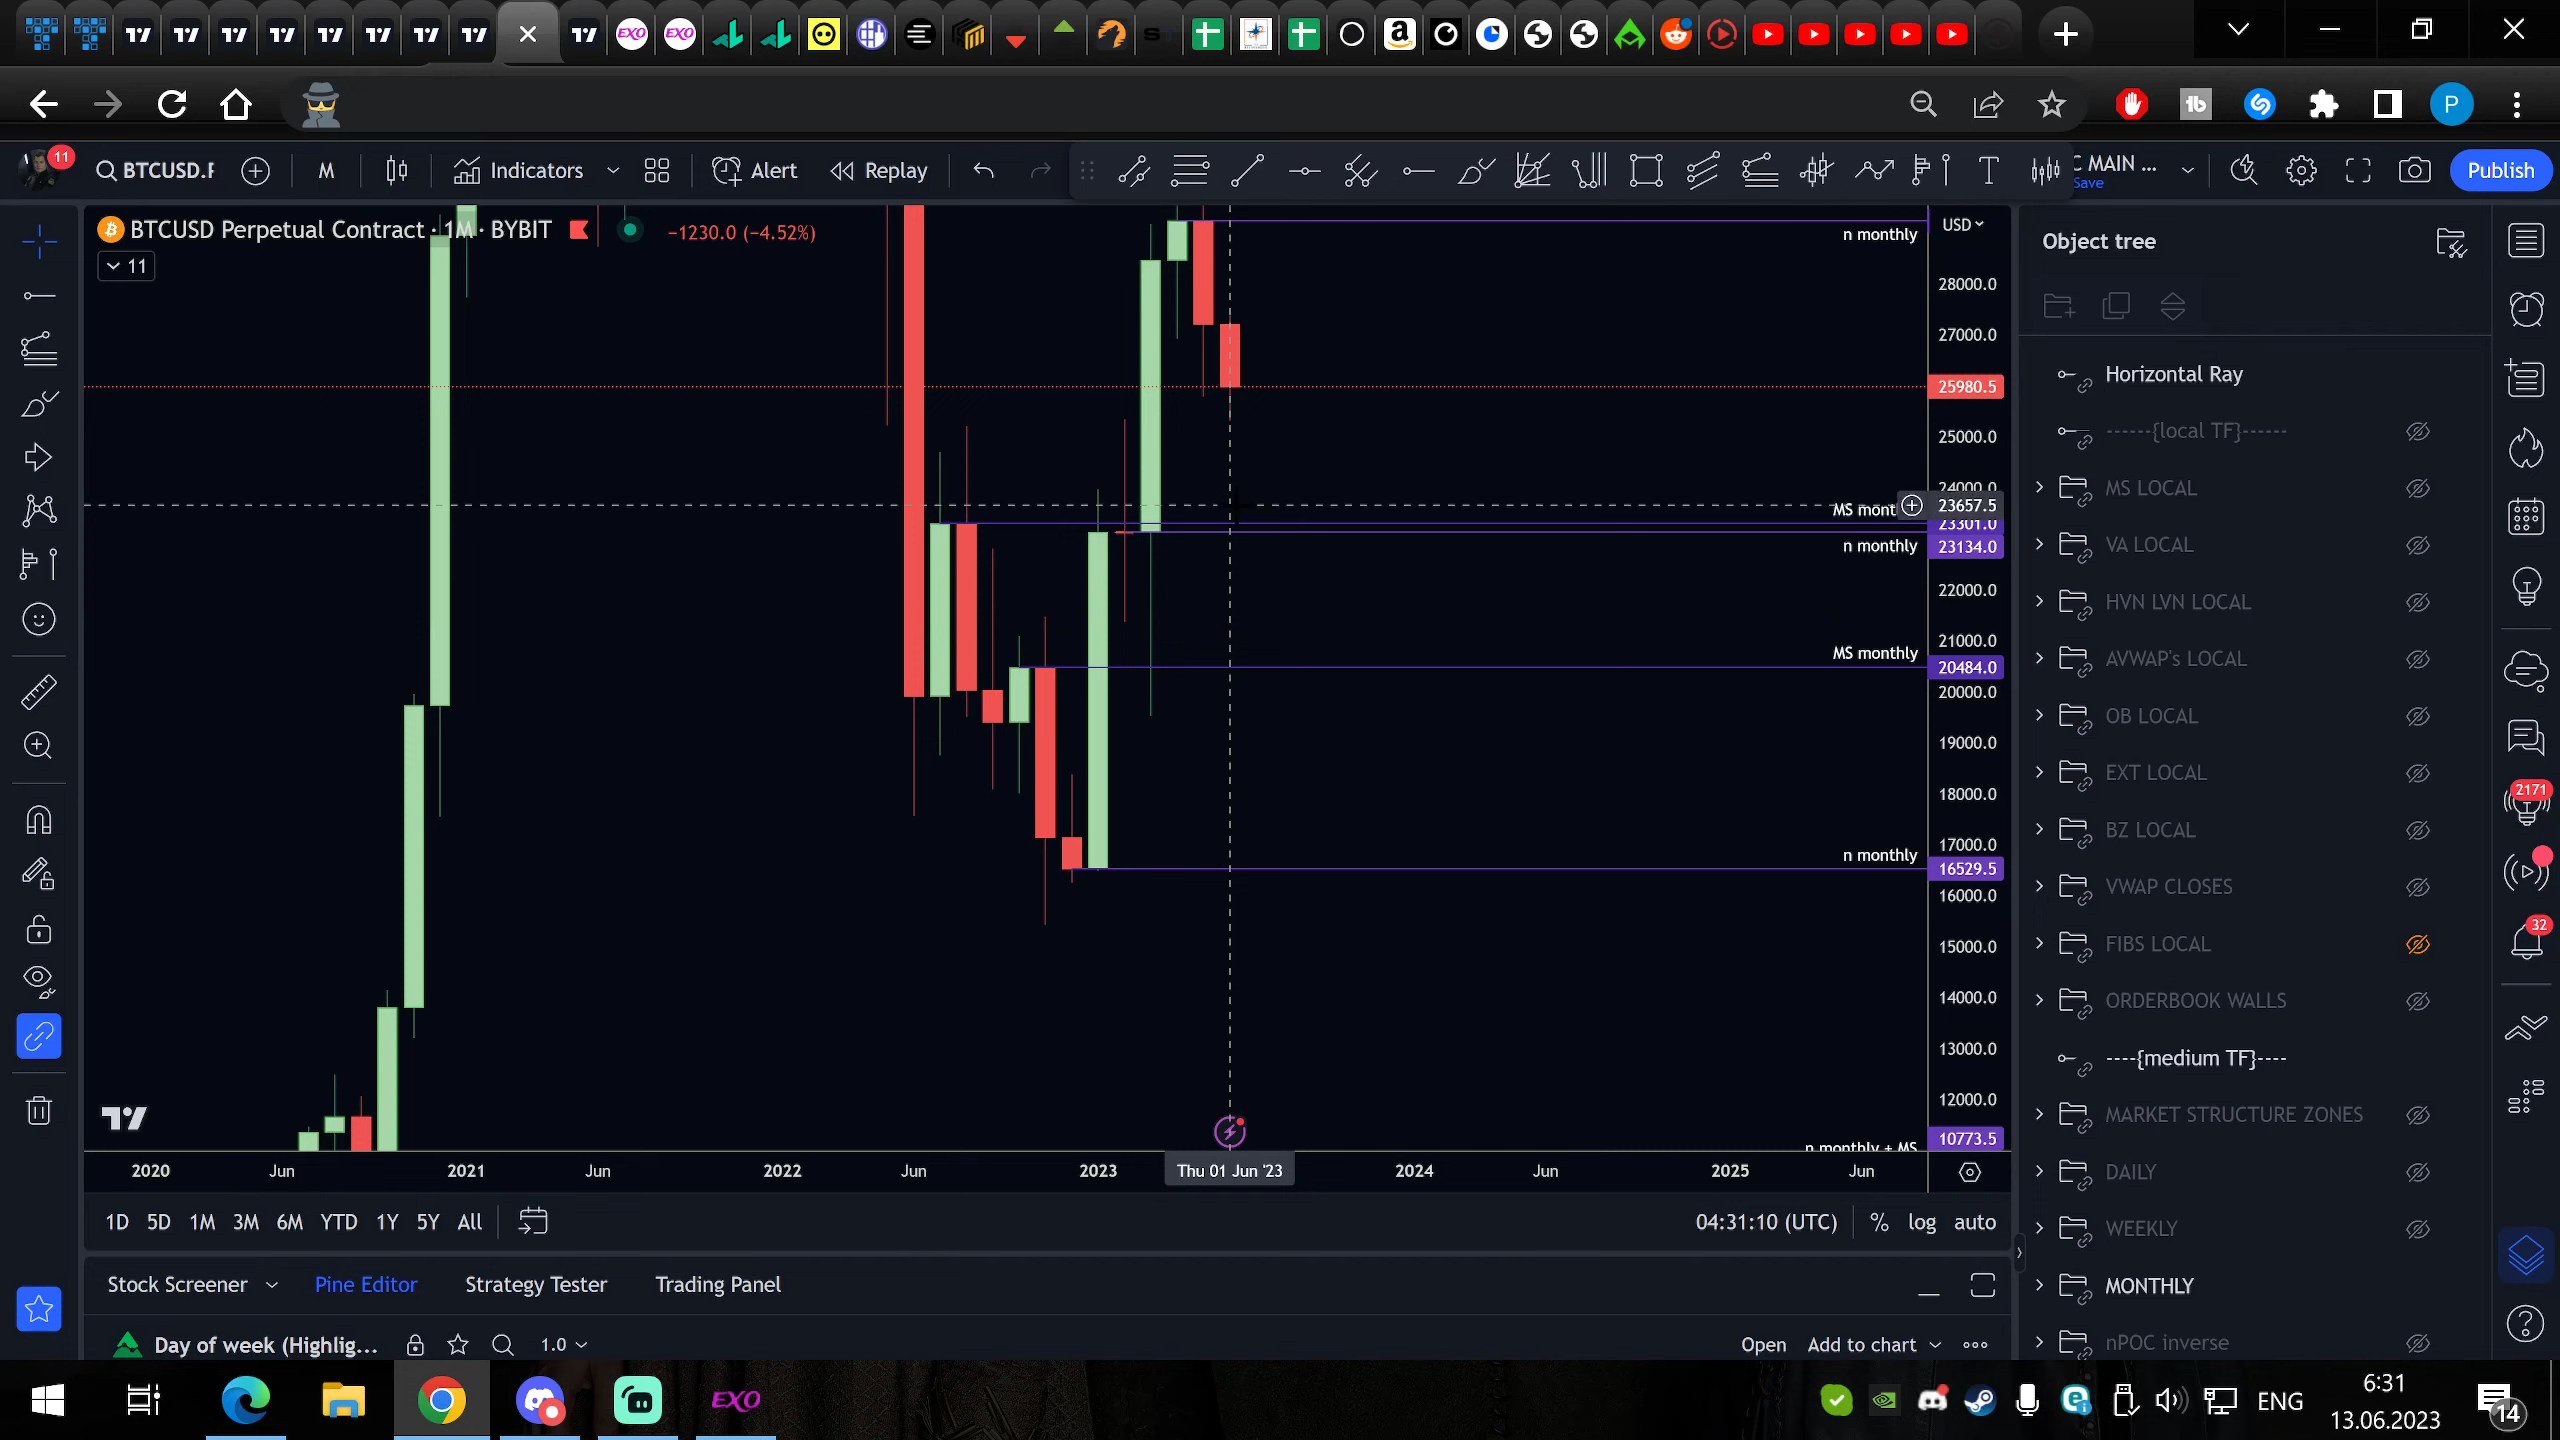 11
BTCUSD.F
M
Indicators
Alert
Replay
C MAIN ...
Save
Publish
BTCUSD Perpetual Contract · 1M · BYBIT
−1230.0 (−4.52%)
11
USD
n monthly
28000.0
27000.0
25980.5
25000.0
24000.0
MS mont
23657.5
23301.0
n monthly
23134.0
22000.0
21000.0
MS monthly
20484.0
20000.0
19000.0
18000.0
17000.0
n monthly
16529.5
16000.0
15000.0
14000.0
13000.0
12000.0
n monthly + MS
10773.5
2020
Jun
2021
Jun
2022
Jun
2023
Thu 01 Jun '23
2024
Jun
2025
Jun
1D
5D
1M
3M
6M
YTD
1Y
5Y
All
04:31:10 (UTC)
%
log
auto
Stock Screener
Pine Editor
Strategy Tester
Trading Panel
Day of week (Highlig...
1.0
Open
Add to chart
Object tree
Horizontal Ray
------{local TF}------
MS LOCAL
VA LOCAL
HVN LVN LOCAL
AVWAP's LOCAL
OB LOCAL
EXT LOCAL
BZ LOCAL
VWAP CLOSES
FIBS LOCAL
ORDERBOOK WALLS
----{medium TF}----
MARKET STRUCTURE ZONES
DAILY
WEEKLY
MONTHLY
nPOC inverse
2171
32
EXO
EXO
P
EXO
ENG
6:31
13.06.2023
14